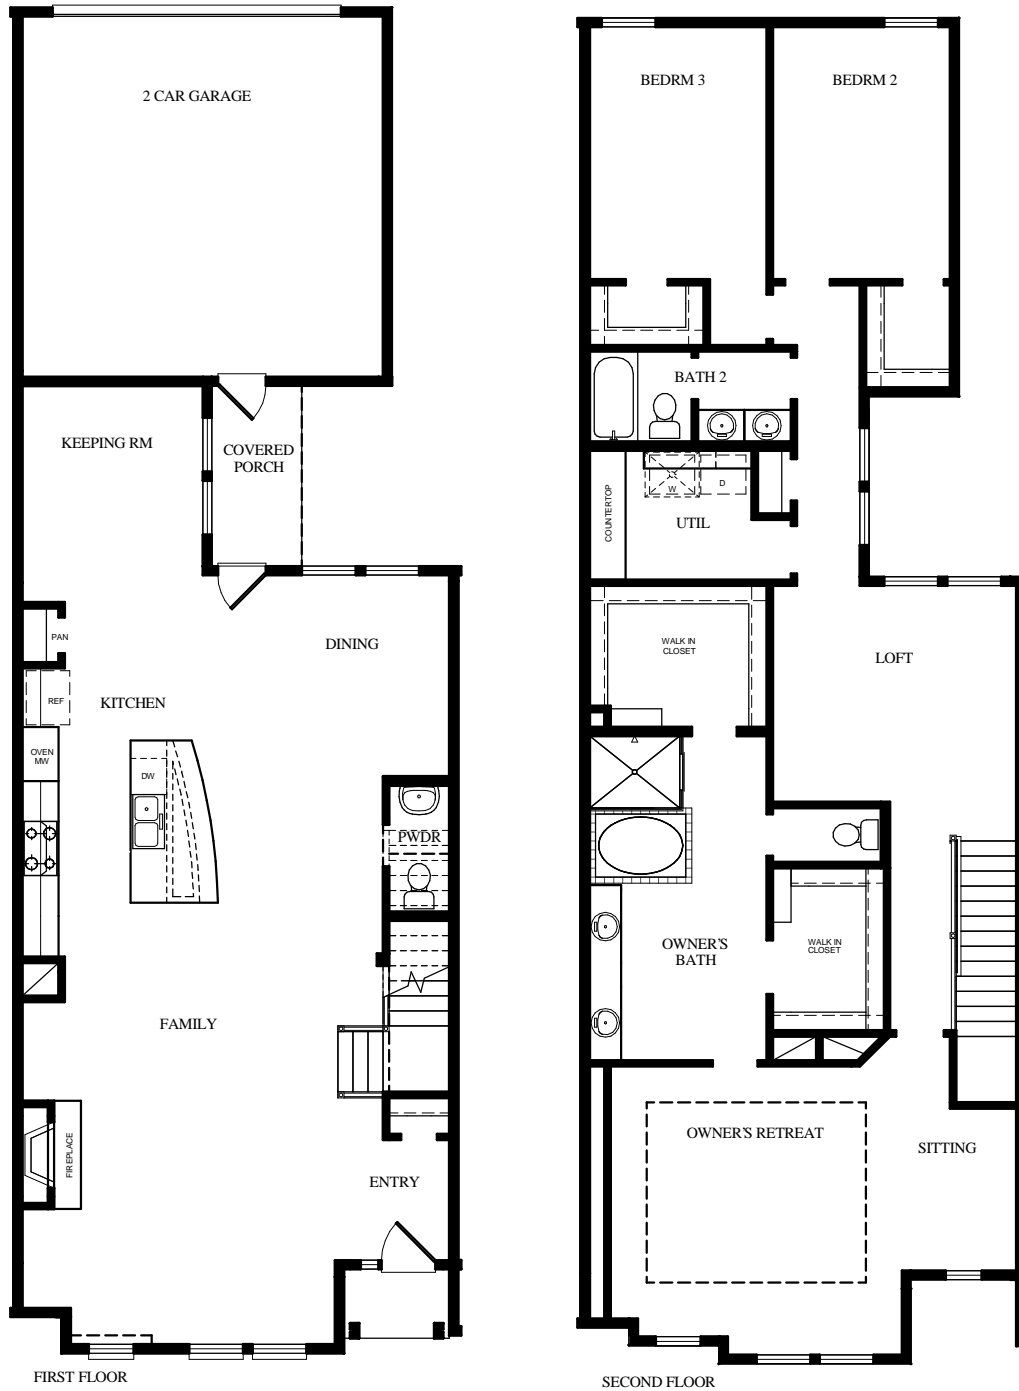 2 CAR GARAGE
KEEPING RM
COVERED
PORCH
PAN
DINING
REF
KITCHEN
OVEN
MW
DW
PWDR
FAMILY
FIREPLACE
ENTRY
FIRST FLOOR
BEDRM 3
BEDRM 2
BATH 2
COUNTERTOP
W
D
UTIL
WALK IN
CLOSET
LOFT
OWNER'S
BATH
WALK IN
CLOSET
OWNER'S RETREAT
SITTING
SECOND FLOOR